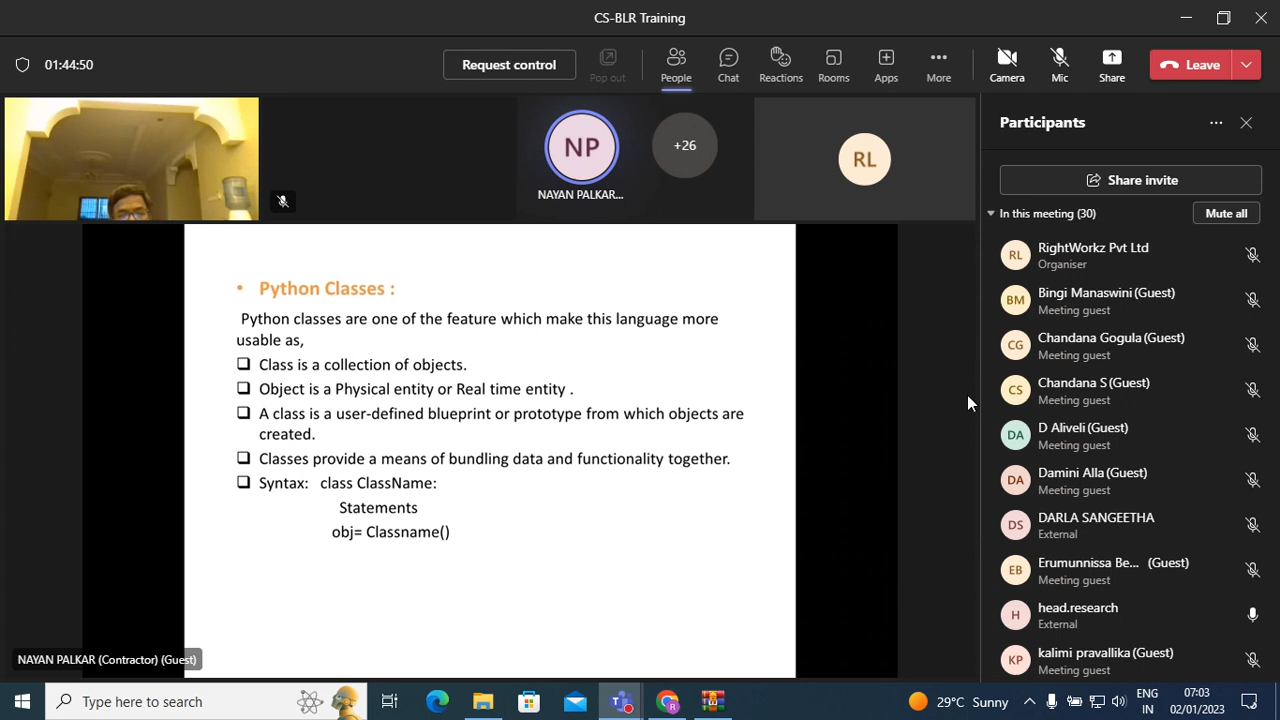 CS-BLR Training
01:44:50
Request control
Pop out
People
Chat
Reactions
Rooms
Apps
More
Camera
Mic
Share
Leave
NP
NAYAN PALKAR...
+26
RL
Participants
Share invite
In this meeting (30)
Mute all
RL
RightWorkz Pvt Ltd
Organiser
BM
Bingi Manaswini (Guest)
Meeting guest
CG
Chandana Gogula (Guest)
Meeting guest
CS
Chandana S (Guest)
Meeting guest
DA
D Aliveli (Guest)
Meeting guest
DA
Damini Alla (Guest)
Meeting guest
DS
DARLA SANGEETHA
External
EB
Erumunnissa Be... (Guest)
Meeting guest
H
head.research
External
KP
kalimi pravallika (Guest)
Meeting guest
• Python Classes :
Python classes are one of the feature which make this language more
usable as,
❑ Class is a collection of objects.
❑ Object is a Physical entity or Real time entity .
❑ A class is a user-defined blueprint or prototype from which objects are
created.
❑ Classes provide a means of bundling data and functionality together.
❑ Syntax: class ClassName:
Statements
obj= Classname()
NAYAN PALKAR (Contractor) (Guest)
Type here to search
29°C Sunny
ENG
IN
07:03
02/01/2023